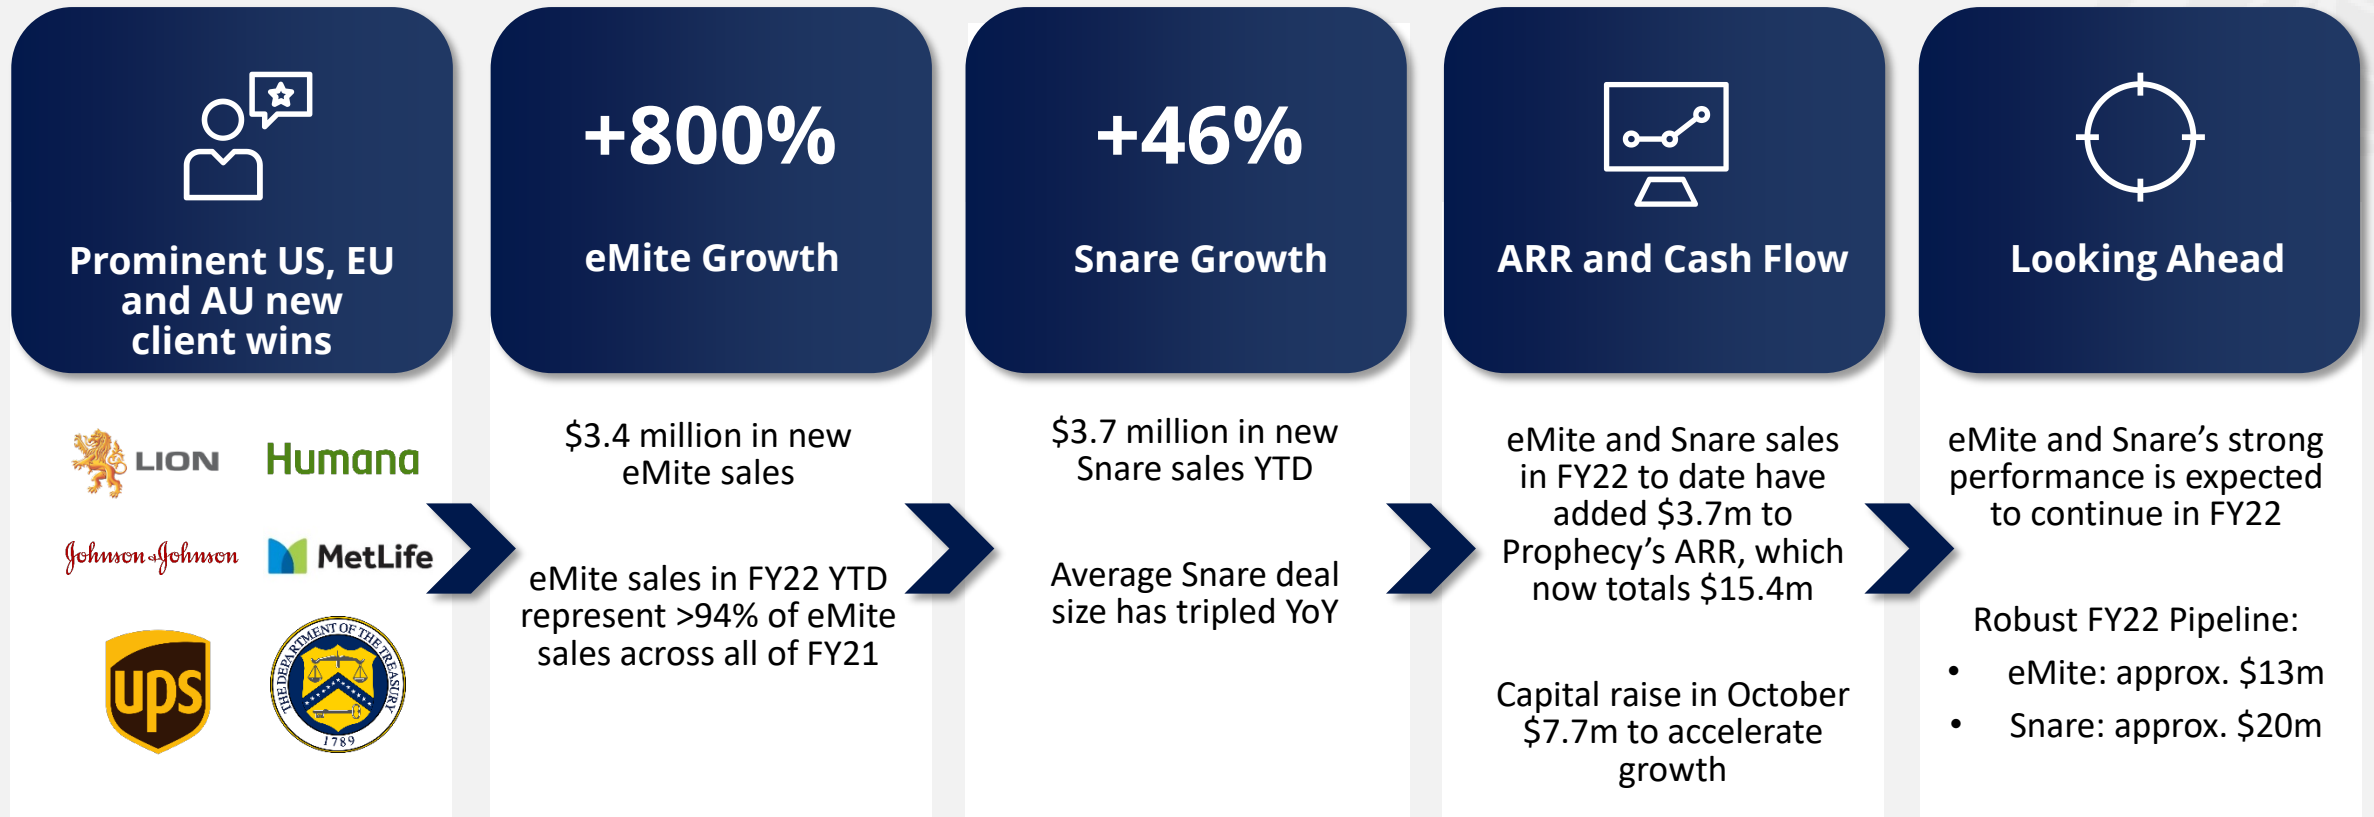 Prominent US, EU
and AU new
client wins
LION
Humana
Johnson & Johnson
MetLife
ups
THE DEPARTMENT OF THE TREASURY
1789
+800%
eMite Growth
$3.4 million in new
eMite sales
eMite sales in FY22 YTD
represent >94% of eMite
sales across all of FY21
+46%
Snare Growth
$3.7 million in new
Snare sales YTD
Average Snare deal
size has tripled YoY
ARR and Cash Flow
eMite and Snare sales
in FY22 to date have
added $3.7m to
Prophecy’s ARR, which
now totals $15.4m
Capital raise in October
$7.7m to accelerate
growth
Looking Ahead
eMite and Snare’s strong
performance is expected
to continue in FY22
Robust FY22 Pipeline:
• eMite: approx. $13m
• Snare: approx. $20m